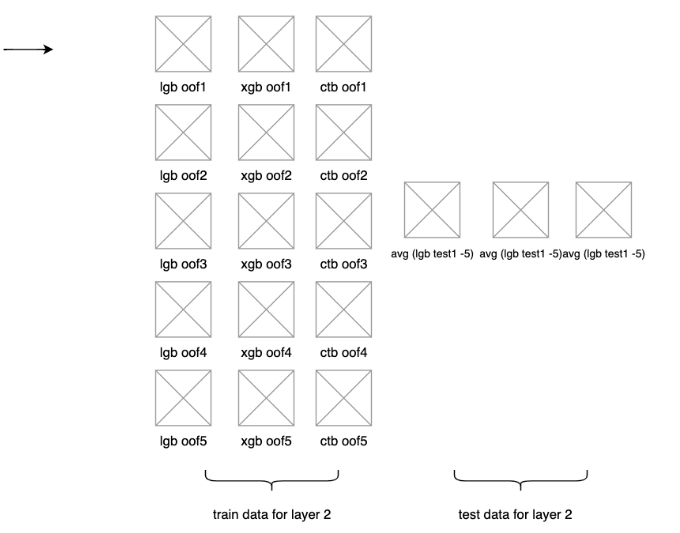 lgb oof1 xgb oof1 ctb oof1
lgb oof2 xgb oof2 ctb oof2
lgb oof3 xgb oof3 ctb oof3
avg (lgb test1 -5) avg (lgb test1 -5)avg (lgb test1 -5)
lgb oof4 xgb oof4 ctb oof4
lgb oof5 xgb oof5 ctb oof5
train data for layer 2 test data for layer 2